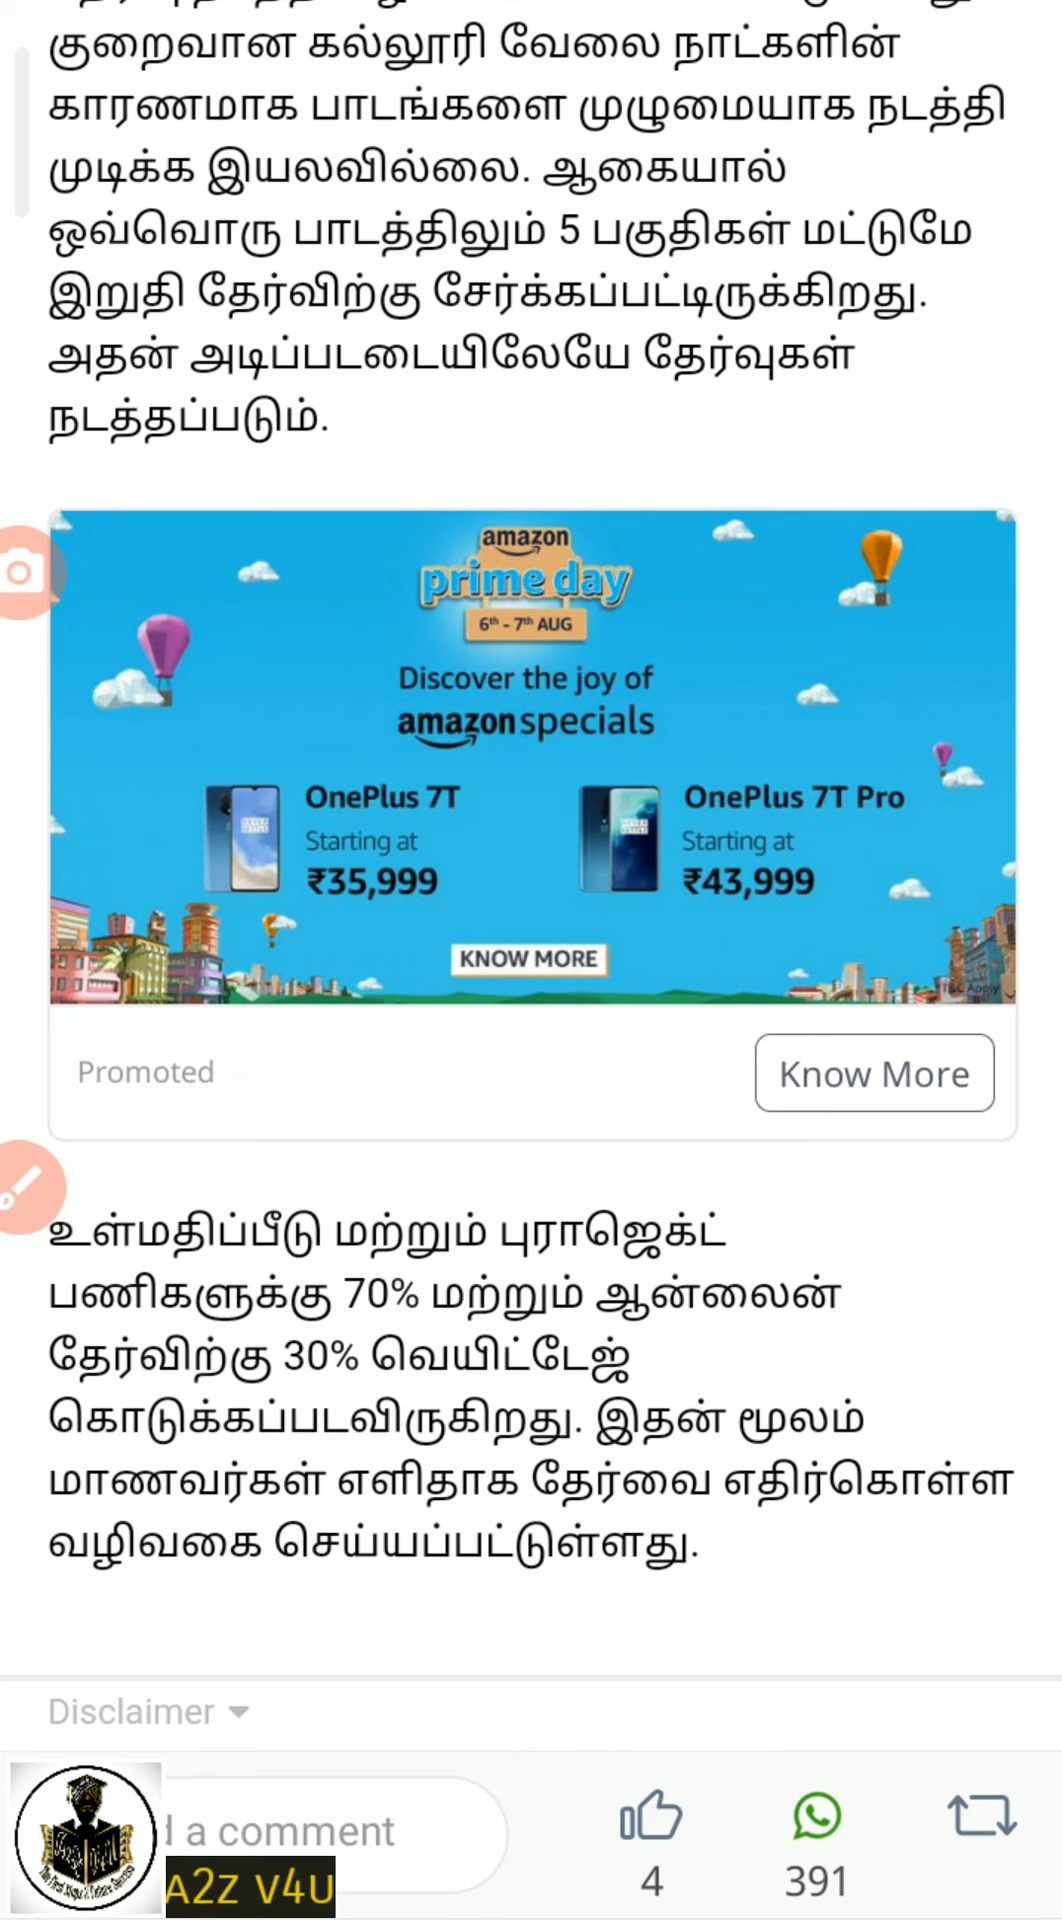 குறைவான கல்லூரி வேலை நாட்களின்
காரணமாக பாடங்களை முழுமையாக நடத்தி
முடிக்க இயலவில்லை. ஆகையால்
ஒவ்வொரு பாடத்திலும் 5 பகுதிகள் மட்டுமே
இறுதி தேர்விற்கு சேர்க்கப்பட்டிருக்கிறது.
அதன் அடிப்படடையிலேயே தேர்வுகள்
நடத்தப்படும்.
amazon
prime day
6th - 7th AUG
Discover the joy of
amazon specials
OnePlus 7T
Starting at
₹35,999
OnePlus 7T Pro
Starting at
₹43,999
KNOW MORE
T&C Apply
Promoted
Know More
உள்மதிப்பீடு மற்றும் புராஜெக்ட்
பணிகளுக்கு 70% மற்றும் ஆன்லைன்
தேர்விற்கு 30% வெயிட்டேஜ்
கொடுக்கப்படவிருகிறது. இதன் மூலம்
மாணவர்கள் எளிதாக தேர்வை எதிர்கொள்ள
வழிவகை செய்யப்பட்டுள்ளது.
Disclaimer
a comment
A2Z V4U
4
391